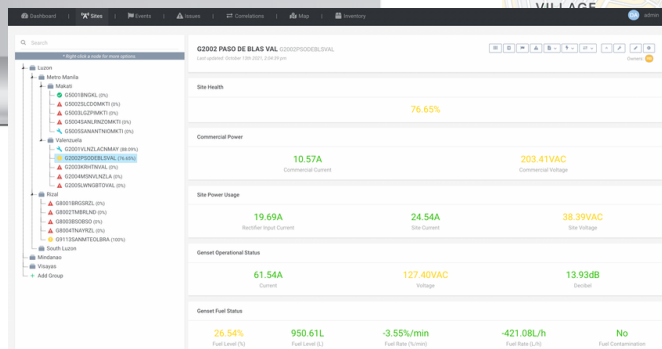 VILLAGE
Dashboard
Sites
Events
Issues
Correlations
Map
Inventory
admin
Search
*Right click a node for more options
Luzon
Metro Manila
Makati
G5001BNGKL (0%)
G5002SLCDDMKTI (0%)
G5003LGZPIMKTI (0%)
G5004SANLRNZOMKTI (0%)
G5005SANANTNIOMKTI (0%)
Valenzuela
G2001VLNZLACNMAY (88.09%)
G2002PSODEBLSVAL (76.65%)
G2003KRHTNVAL (0%)
G2004MSNVLNZLA (0%)
G2005LWNGBTOVAL (0%)
Rizal
G8001BRGSRZL (0%)
G8002TMBRLND (0%)
G8003BSOBSO (0%)
G8004TNAYRZL (0%)
G9113SANMTEOLBRA (100%)
South Luzon
Mindanao
Visayas
+ Add Group
G2002 PASO DE BLAS VAL G2002PSODEBLSVAL
Last updated: October 13th 2021, 2:54:39 pm
Owners
Site Health
76.65%
Commercial Power
10.57A 203.41VAC
Commercial Current Commercial Voltage
Site Power Usage
19.69A 24.54A 38.39VAC
Rectifier Input Current Site Current Site Voltage
Genset Operational Status
61.54A 127.40VAC 13.93dB
Current Voltage Decibel
Genset Fuel Status
26.54% 950.61L -3.55%/min -421.08L/h No
Fuel Level (%) Fuel Level (L) Fuel Rate (%/min) Fuel Rate (L/h) Fuel Contamination